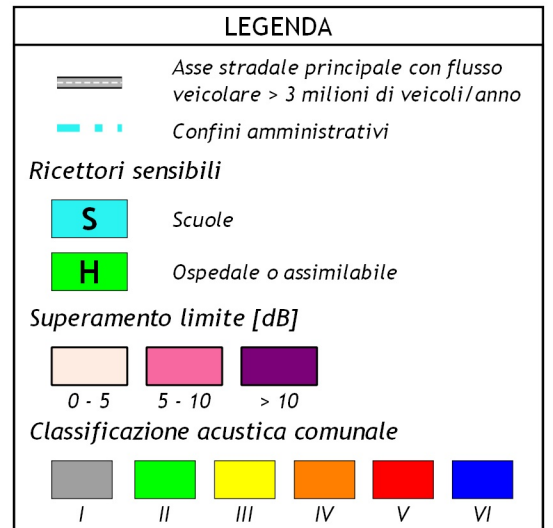 LEGENDA
Asse stradale principale con flusso
veicolare > 3 milioni di veicoli/anno
Confini amministrativi
Ricettori sensibili
S Scuole
H Ospedale o assimilabile
Superamento limite [dB]
0 - 5 5 - 10 > 10
Classificazione acustica comunale
I II III IV V VI